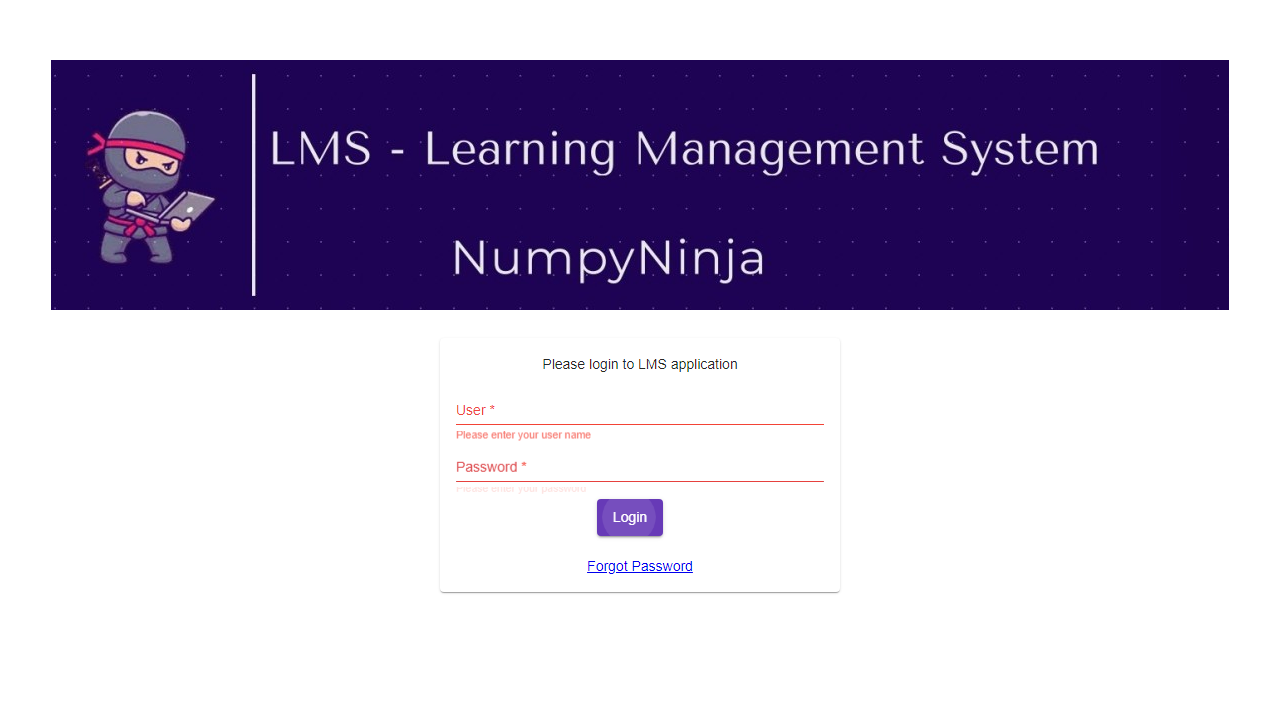 LMS - Learning Management System
NumpyNinja
Please login to LMS application
User *
Please enter your user name
Password *
Please enter your password
Login
Forgot Password